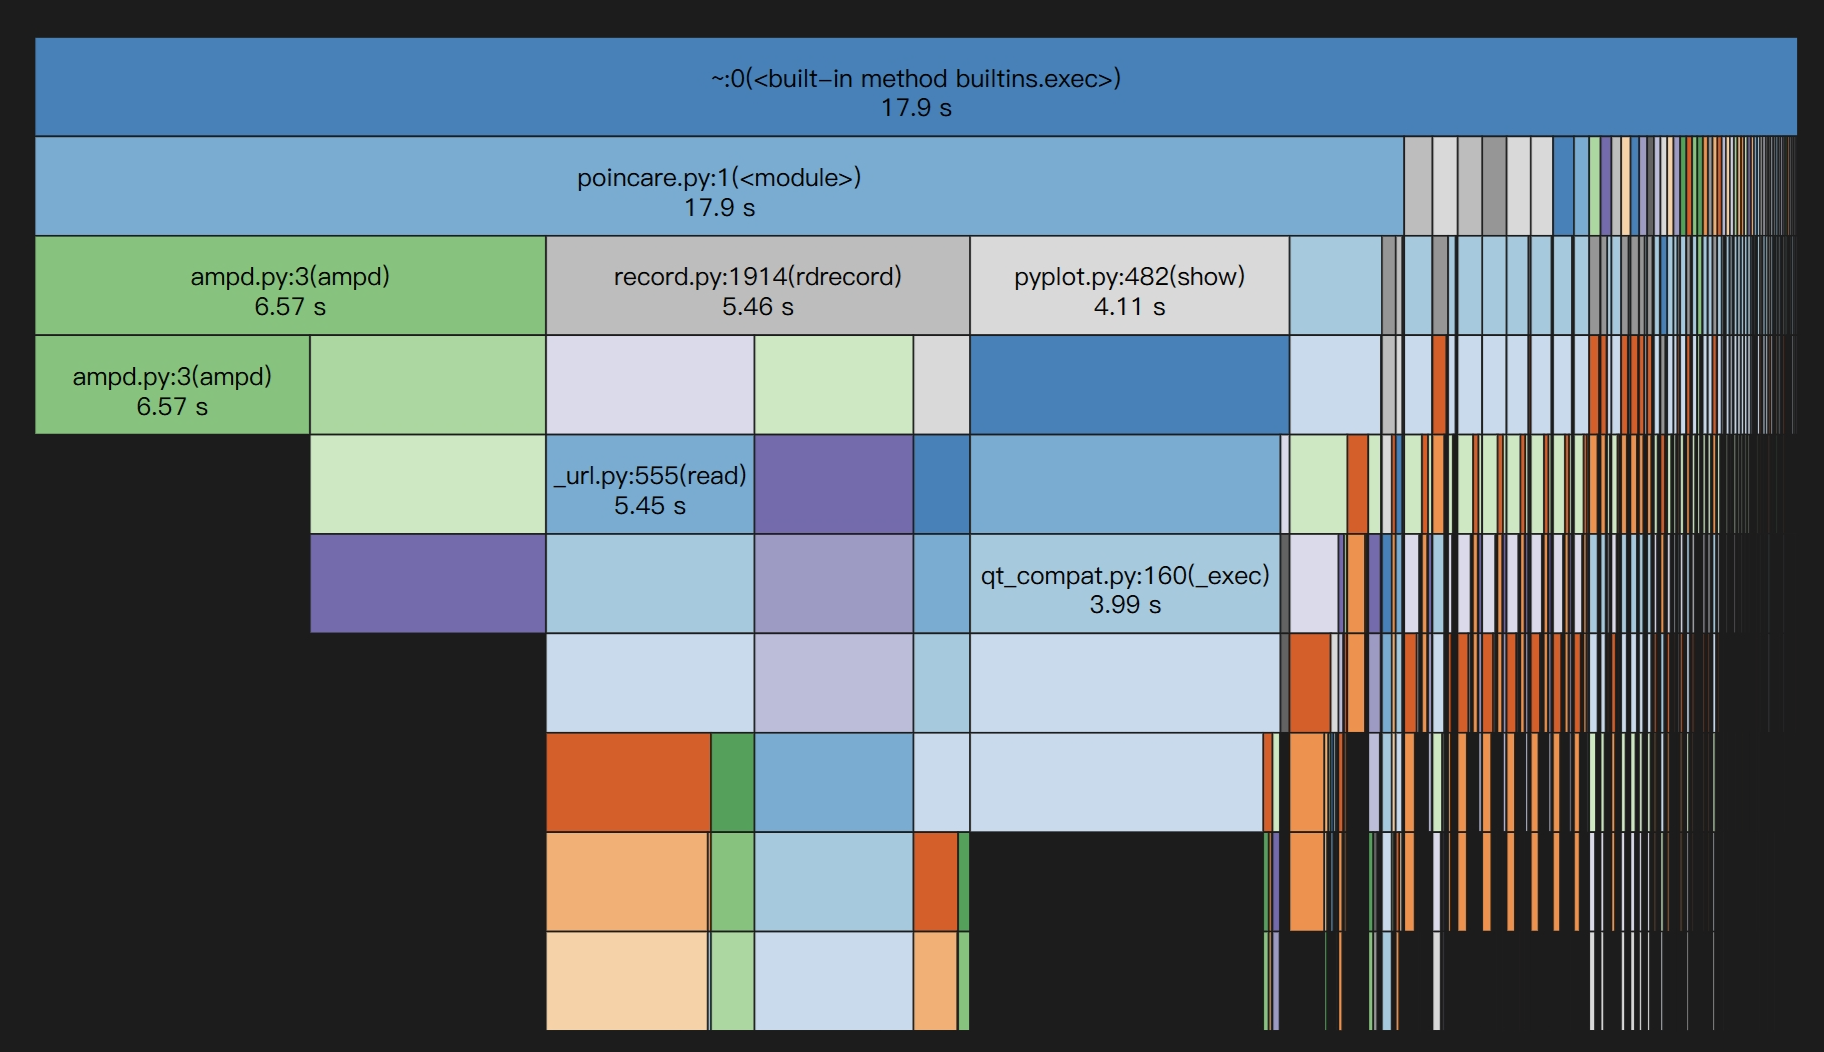 ~:0(<built-in method builtins.exec>)
17.9 s
poincare.py:1(<module>)
17.9 s
ampd.py:3(ampd)
6.57 s
record.py:1914(rdrecord)
5.46 s
pyplot.py:482(show)
4.11 s
ampd.py:3(ampd)
6.57 s
_url.py:555(read)
5.45 s
qt_compat.py:160(_exec)
3.99 s